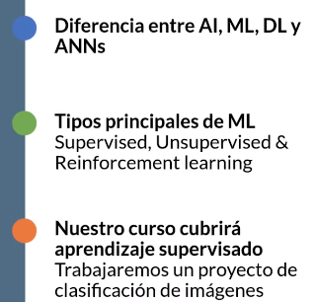 Diferencia entre AI, ML, DL y
ANNs
Tipos principales de ML
Supervised, Unsupervised &
Reinforcement learning
Nuestro curso cubrirá
aprendizaje supervisado
Trabajaremos un proyecto de
clasificación de imágenes